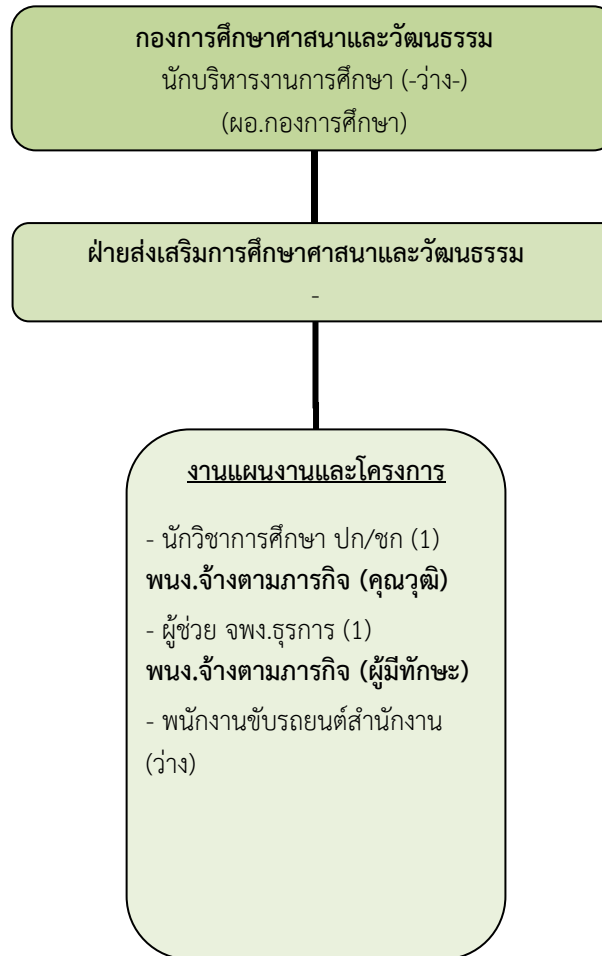 กองการศึกษาศาสนาและวัฒนธรรม
นักบริหารงานการศึกษา (-ว่าง-)
(ผอ.กองการศึกษา)
ฝ่ายส่งเสริมการศึกษาศาสนาและวัฒนธรรม
-
งานแผนงานและโครงการ
- นักวิชาการศึกษา ปก/ชก (1)
พนง.จ้างตามภารกิจ (คุณวุฒิ)
- ผู้ช่วย จพง.ธุรการ (1)
พนง.จ้างตามภารกิจ (ผู้มีทักษะ)
- พนักงานขับรถยนต์สำนักงาน
(ว่าง)